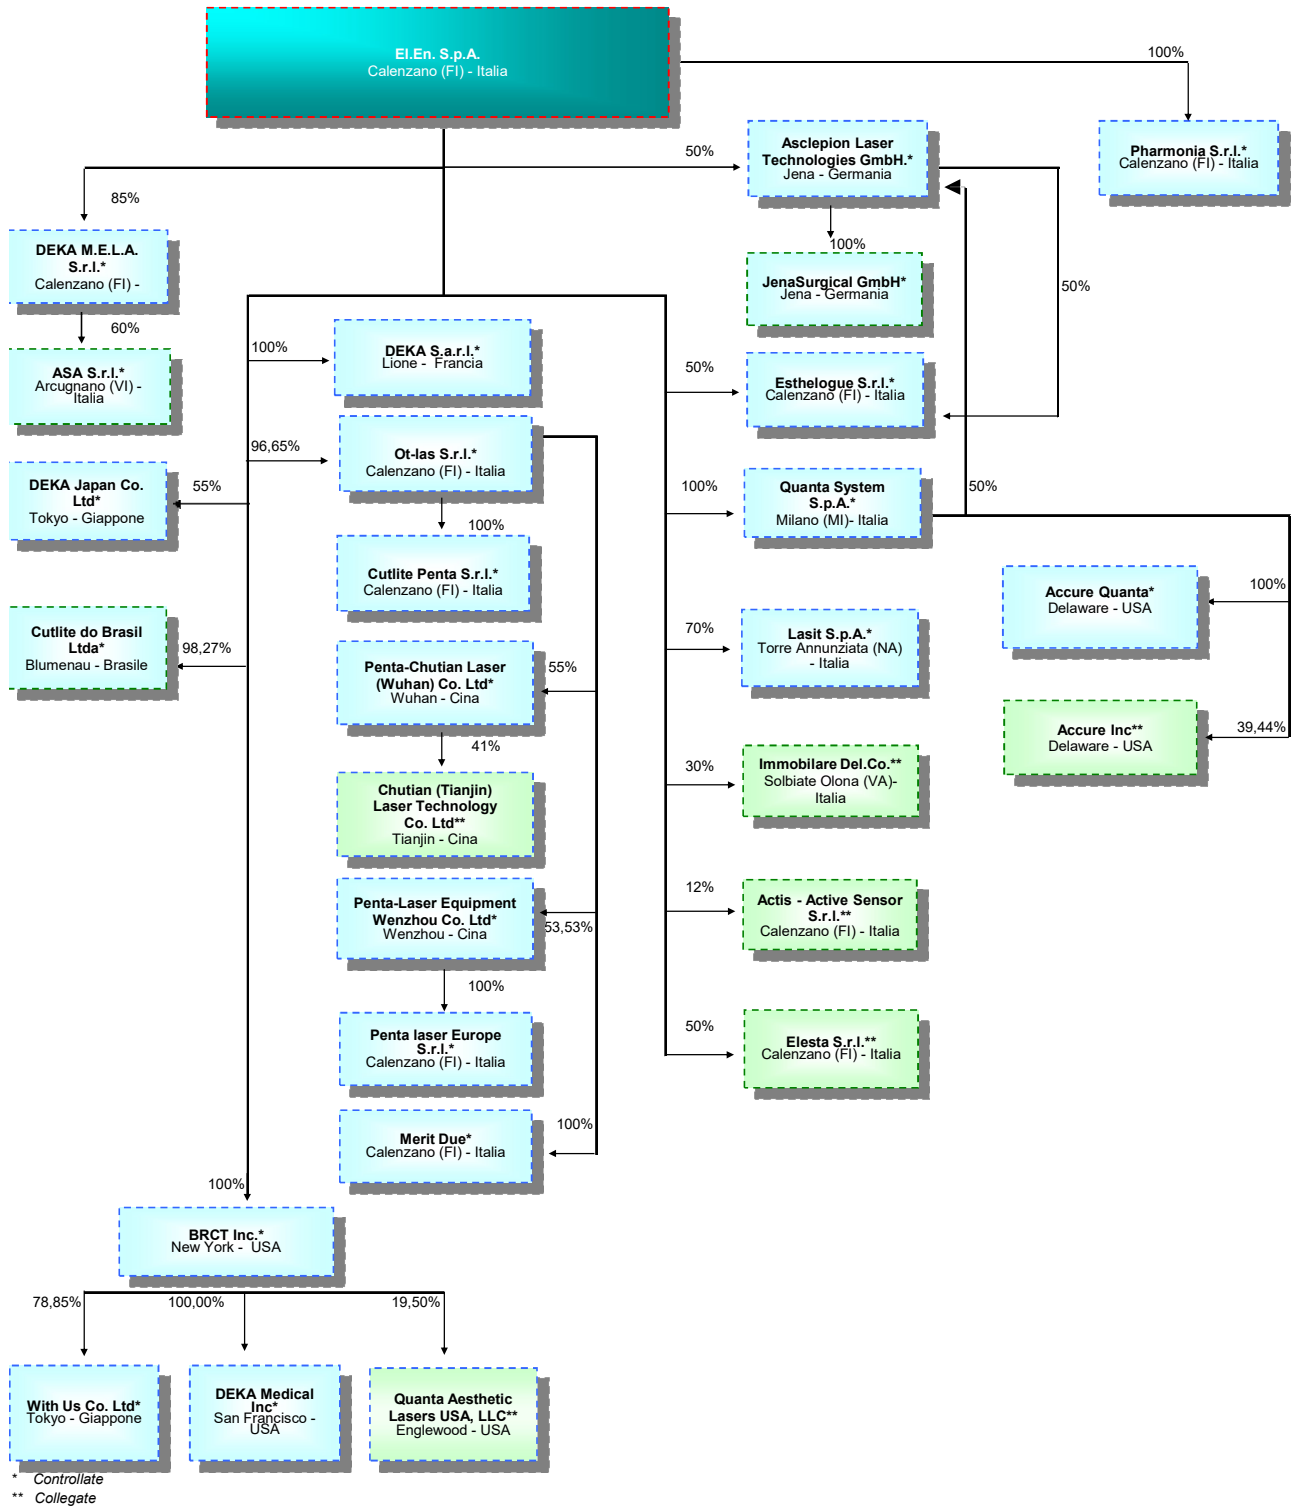 El.En. S.p.A.
Calenzano (FI) - Italia
100%
50%
Asclepion Laser
Technologies GmbH.*
Jena - Germania
Pharmonia S.r.l.*
Calenzano (FI) - Italia
85%
DEKA M.E.L.A.
S.r.l.*
Calenzano (FI) -
100%
JenaSurgical GmbH*
Jena - Germania
50%
60%
ASA S.r.l.*
Arcugnano (VI) -
Italia
100%
DEKA S.a.r.l.*
Lione - Francia
50%
Esthelogue S.r.l.*
Calenzano (FI) - Italia
96,65%
Ot-las S.r.l.*
Calenzano (FI) - Italia
DEKA Japan Co.
Ltd*
Tokyo - Giappone
55%
100%
Quanta System
S.p.A.*
Milano (MI)- Italia
50%
100%
Cutlite Penta S.r.l.*
Calenzano (FI) - Italia
Accure Quanta*
Delaware - USA
100%
Cutlite do Brasil
Ltda*
Blumenau - Brasile
98,27%
70%
Lasit S.p.A.*
Torre Annunziata (NA)
- Italia
Penta-Chutian Laser
(Wuhan) Co. Ltd*
Wuhan - Cina
55%
41%
Accure Inc**
Delaware - USA
39,44%
30%
Immobilare Del.Co.**
Solbiate Olona (VA)-
Italia
Chutian (Tianjin)
Laser Technology
Co. Ltd**
Tianjin - Cina
12%
Actis - Active Sensor
S.r.l.**
Calenzano (FI) - Italia
Penta-Laser Equipment
Wenzhou Co. Ltd*
Wenzhou - Cina
53,53%
100%
50%
Elesta S.r.l.**
Calenzano (FI) - Italia
Penta laser Europe
S.r.l.*
Calenzano (FI) - Italia
100%
Merit Due*
Calenzano (FI) - Italia
100%
BRCT Inc.*
New York - USA
78,85%
100,00%
19,50%
With Us Co. Ltd*
Tokyo - Giappone
DEKA Medical
Inc*
San Francisco -
USA
Quanta Aesthetic
Lasers USA, LLC**
Englewood - USA
* Controllate
** Collegate